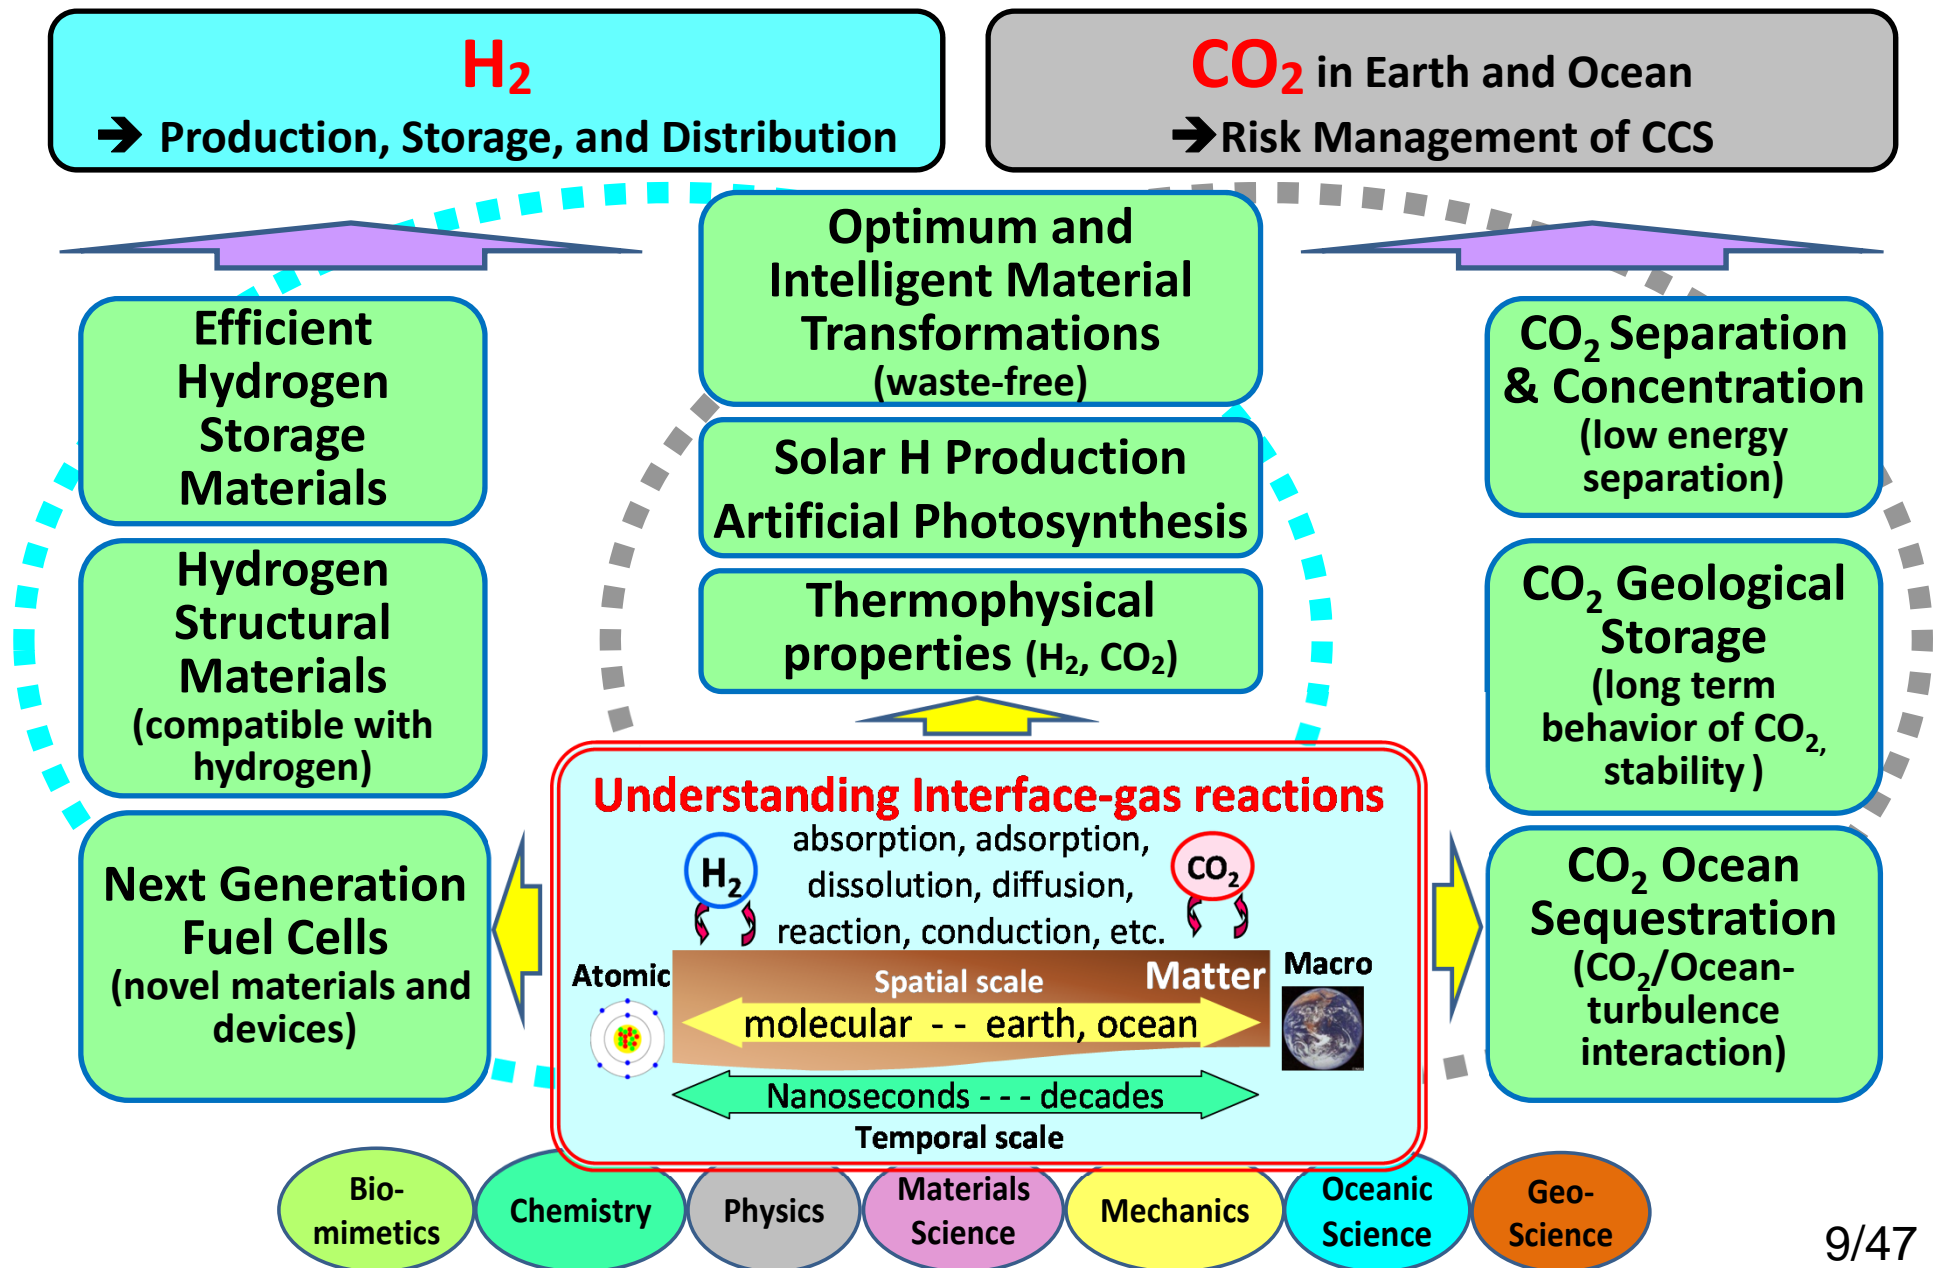 H₂
➔ Production, Storage, and Distribution
CO₂ in Earth and Ocean
➔Risk Management of CCS
Optimum and
Intelligent Material
Transformations
(waste-free)
Efficient
Hydrogen
Storage
Materials
CO₂ Separation
& Concentration
(low energy
separation)
Solar H Production
Artificial Photosynthesis
Hydrogen
Structural
Materials
(compatible with
hydrogen)
Thermophysical
properties (H₂, CO₂)
CO₂ Geological
Storage
(long term
behavior of CO₂,
stability)
Next Generation
Fuel Cells
(novel materials and
devices)
Understanding Interface-gas reactions
absorption, adsorption,
dissolution, diffusion,
reaction, conduction, etc.
H₂
CO₂
Atomic
Spatial scale
Matter
Macro
molecular - - earth, ocean
Nanoseconds - - - decades
Temporal scale
CO₂ Ocean
Sequestration
(CO₂/Ocean-
turbulence
interaction)
Bio-
mimetics
Chemistry
Physics
Materials
Science
Mechanics
Oceanic
Science
Geo-
Science
9/47